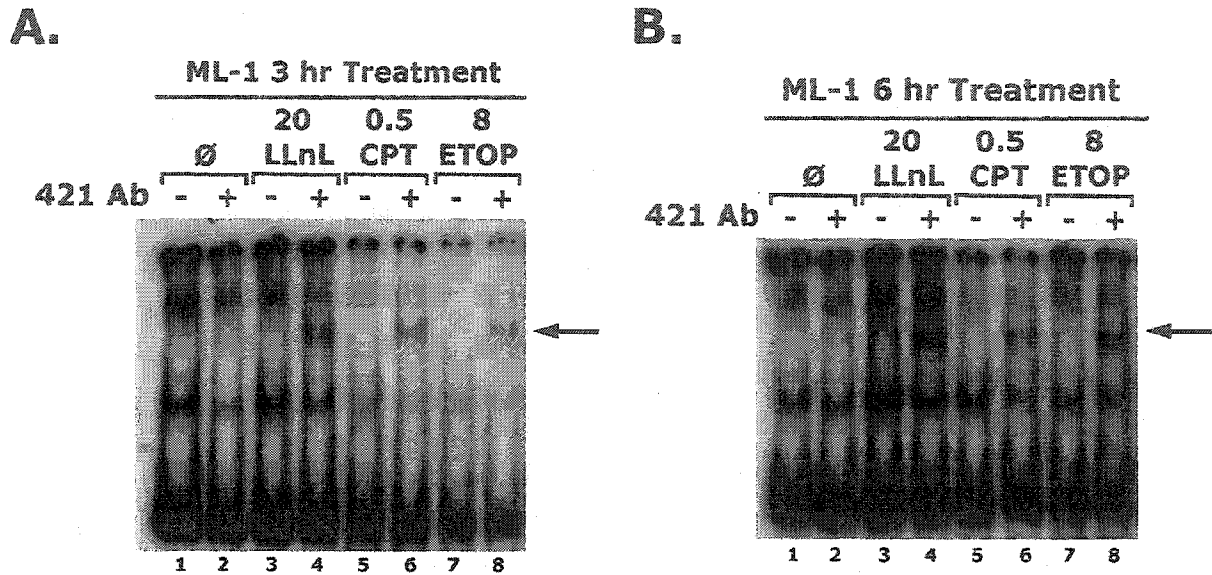 A.
ML-1 3 hr Treatment
20 0.5 8
Ø LLnL CPT ETOP
421 Ab - + - + - + - +
1 2 3 4 5 6 7 8
B.
ML-1 6 hr Treatment
20 0.5 8
Ø LLnL CPT ETOP
421 Ab - + - + - + - +
1 2 3 4 5 6 7 8